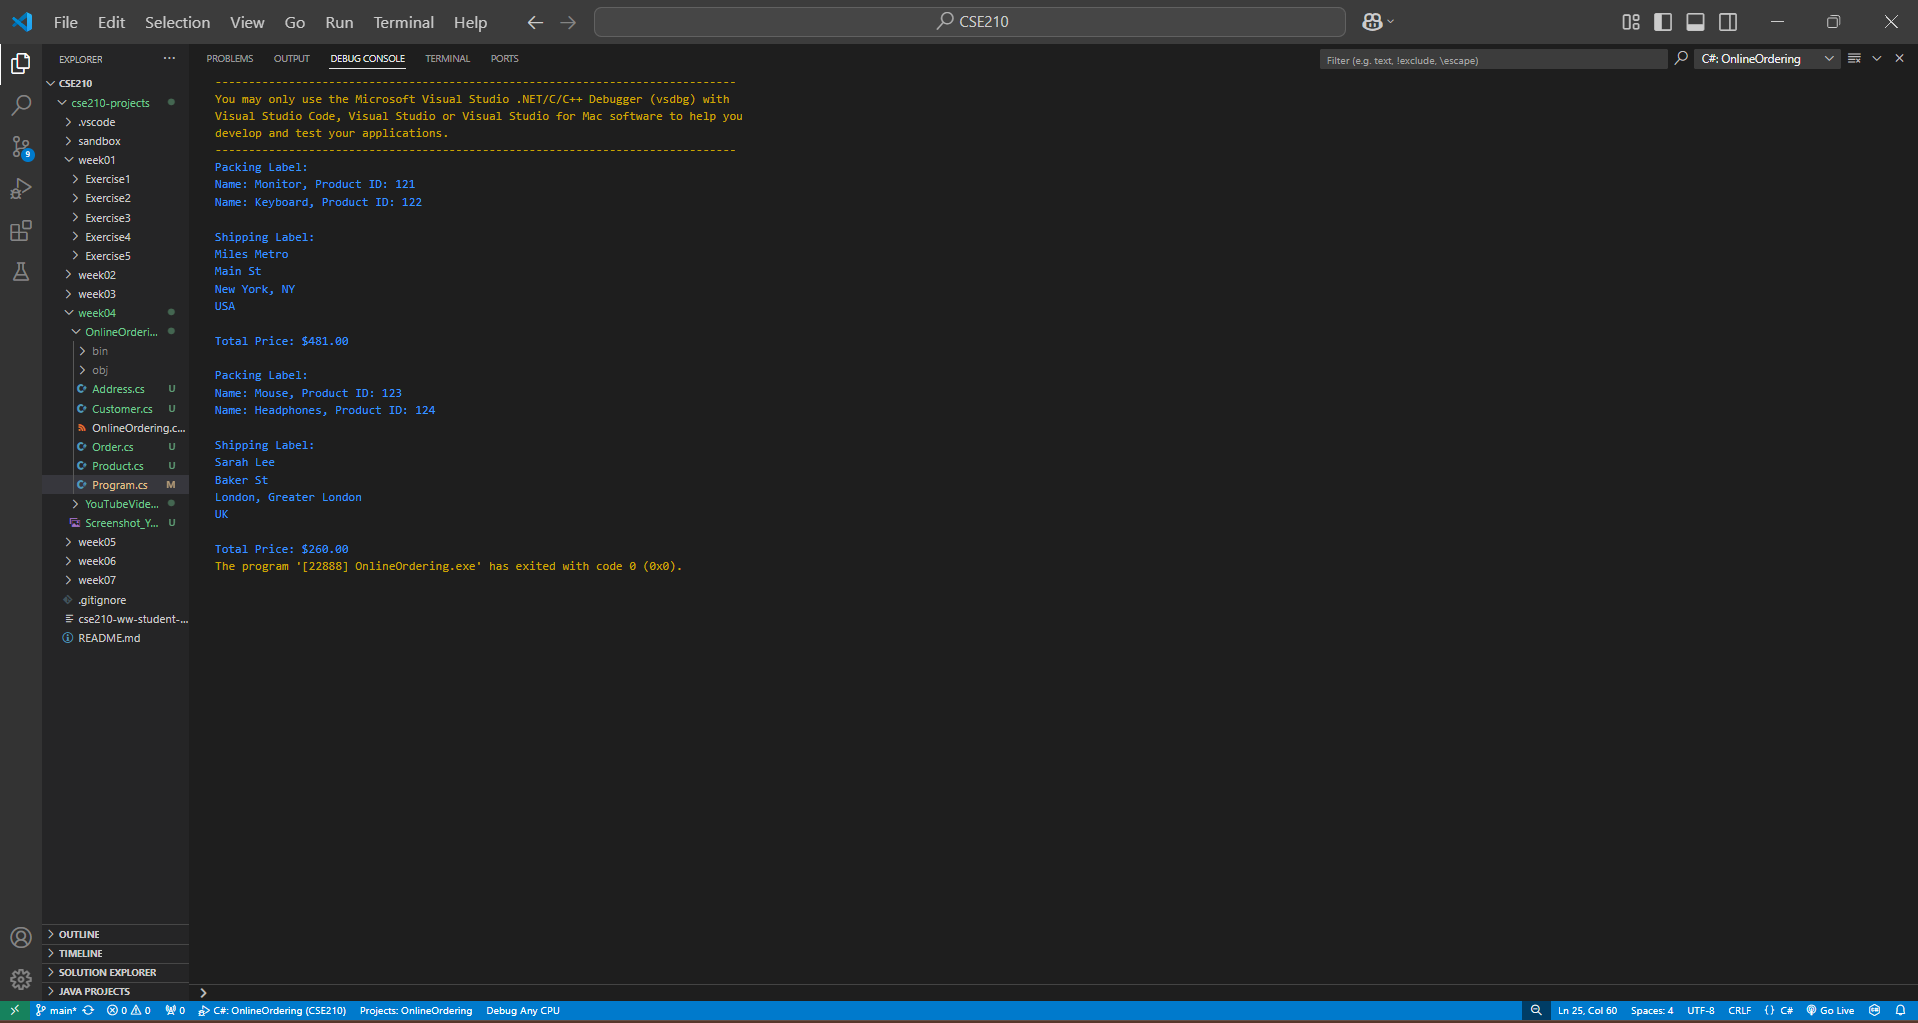 File Edit Selection View Go Run Terminal Help
CSE210
EXPLORER
CSE210
cse210-projects
.vscode
sandbox
week01
Exercise1
Exercise2
Exercise3
Exercise4
Exercise5
week02
week03
week04
OnlineOrderi...
bin
obj
Address.cs U
Customer.cs U
OnlineOrdering.c...
Order.cs U
Product.cs U
Program.cs M
YouTubeVide...
Screenshot_Y... U
week05
week06
week07
.gitignore
cse210-ww-student-...
README.md
OUTLINE
TIMELINE
SOLUTION EXPLORER
JAVA PROJECTS
9
PROBLEMS OUTPUT DEBUG CONSOLE TERMINAL PORTS
Filter (e.g. text, !exclude, \escape)
C#: OnlineOrdering
------------------------------------------------------------------------------
You may only use the Microsoft Visual Studio .NET/C/C++ Debugger (vsdbg) with
Visual Studio Code, Visual Studio or Visual Studio for Mac software to help you
develop and test your applications.
------------------------------------------------------------------------------
Packing Label:
Name: Monitor, Product ID: 121
Name: Keyboard, Product ID: 122
Shipping Label:
Miles Metro
Main St
New York, NY
USA
Total Price: $481.00
Packing Label:
Name: Mouse, Product ID: 123
Name: Headphones, Product ID: 124
Shipping Label:
Sarah Lee
Baker St
London, Greater London
UK
Total Price: $260.00
The program '[22888] OnlineOrdering.exe' has exited with code 0 (0x0).
main* 0 0 0 C#: OnlineOrdering (CSE210) Projects: OnlineOrdering Debug Any CPU
Ln 25, Col 60 Spaces: 4 UTF-8 CRLF {} C# Go Live